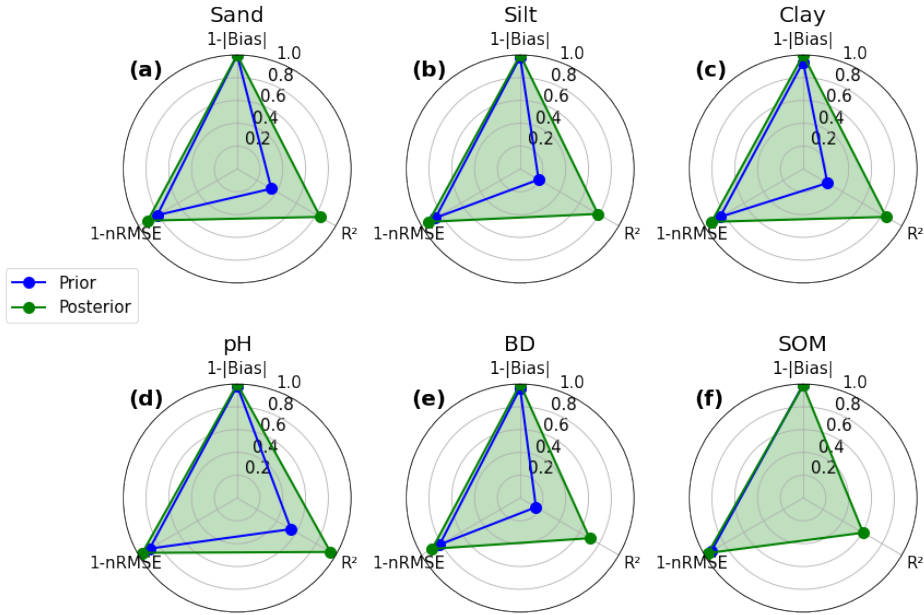 Sand
1-|Bias|
(a)
1.0
0.8
0.6
0.4
0.2
1-nRMSE
R²
Silt
1-|Bias|
(b)
1.0
0.8
0.6
0.4
0.2
1-nRMSE
R²
Clay
1-|Bias|
(c)
1.0
0.8
0.6
0.4
0.2
1-nRMSE
R²
Prior
Posterior
pH
1-|Bias|
(d)
1.0
0.8
0.6
0.4
0.2
1-nRMSE
R²
BD
1-|Bias|
(e)
1.0
0.8
0.6
0.4
0.2
1-nRMSE
R²
SOM
1-|Bias|
(f)
1.0
0.8
0.6
0.4
0.2
1-nRMSE
R²